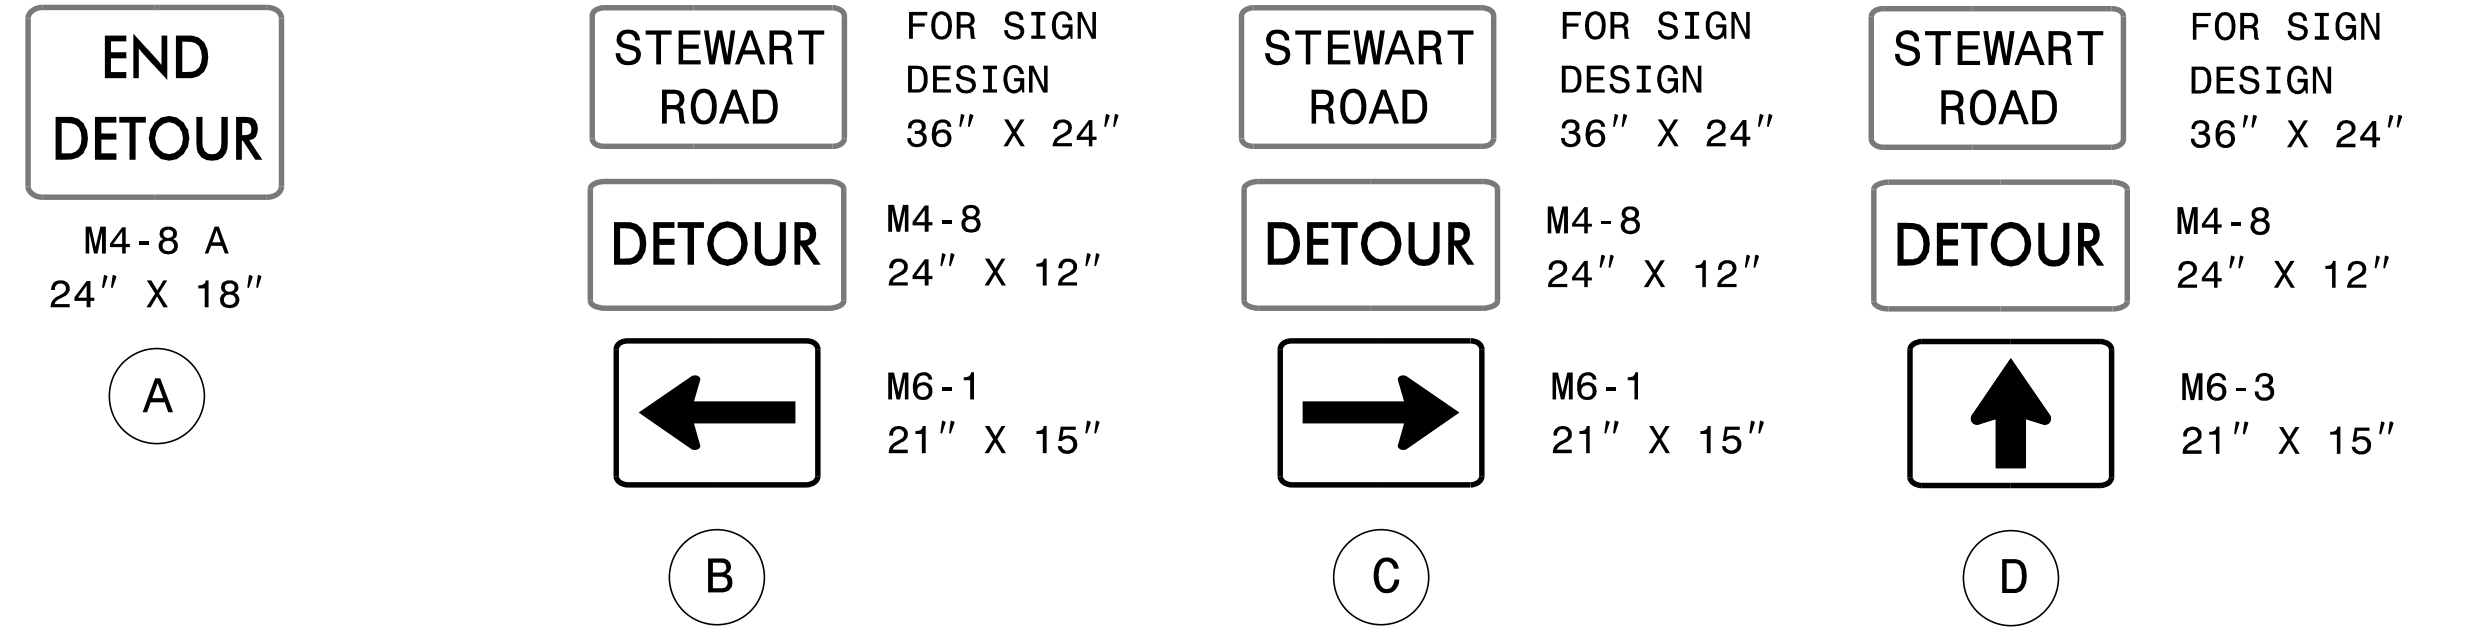 END
DETOUR
M4-8 A
24" X 18"
A
STEWART
ROAD
FOR SIGN
DESIGN
36" X 24"
DETOUR
M4-8
24" X 12"
M6-1
21" X 15"
B
STEWART
ROAD
FOR SIGN
DESIGN
36" X 24"
DETOUR
M4-8
24" X 12"
M6-1
21" X 15"
C
STEWART
ROAD
FOR SIGN
DESIGN
36" X 24"
DETOUR
M4-8
24" X 12"
M6-3
21" X 15"
D